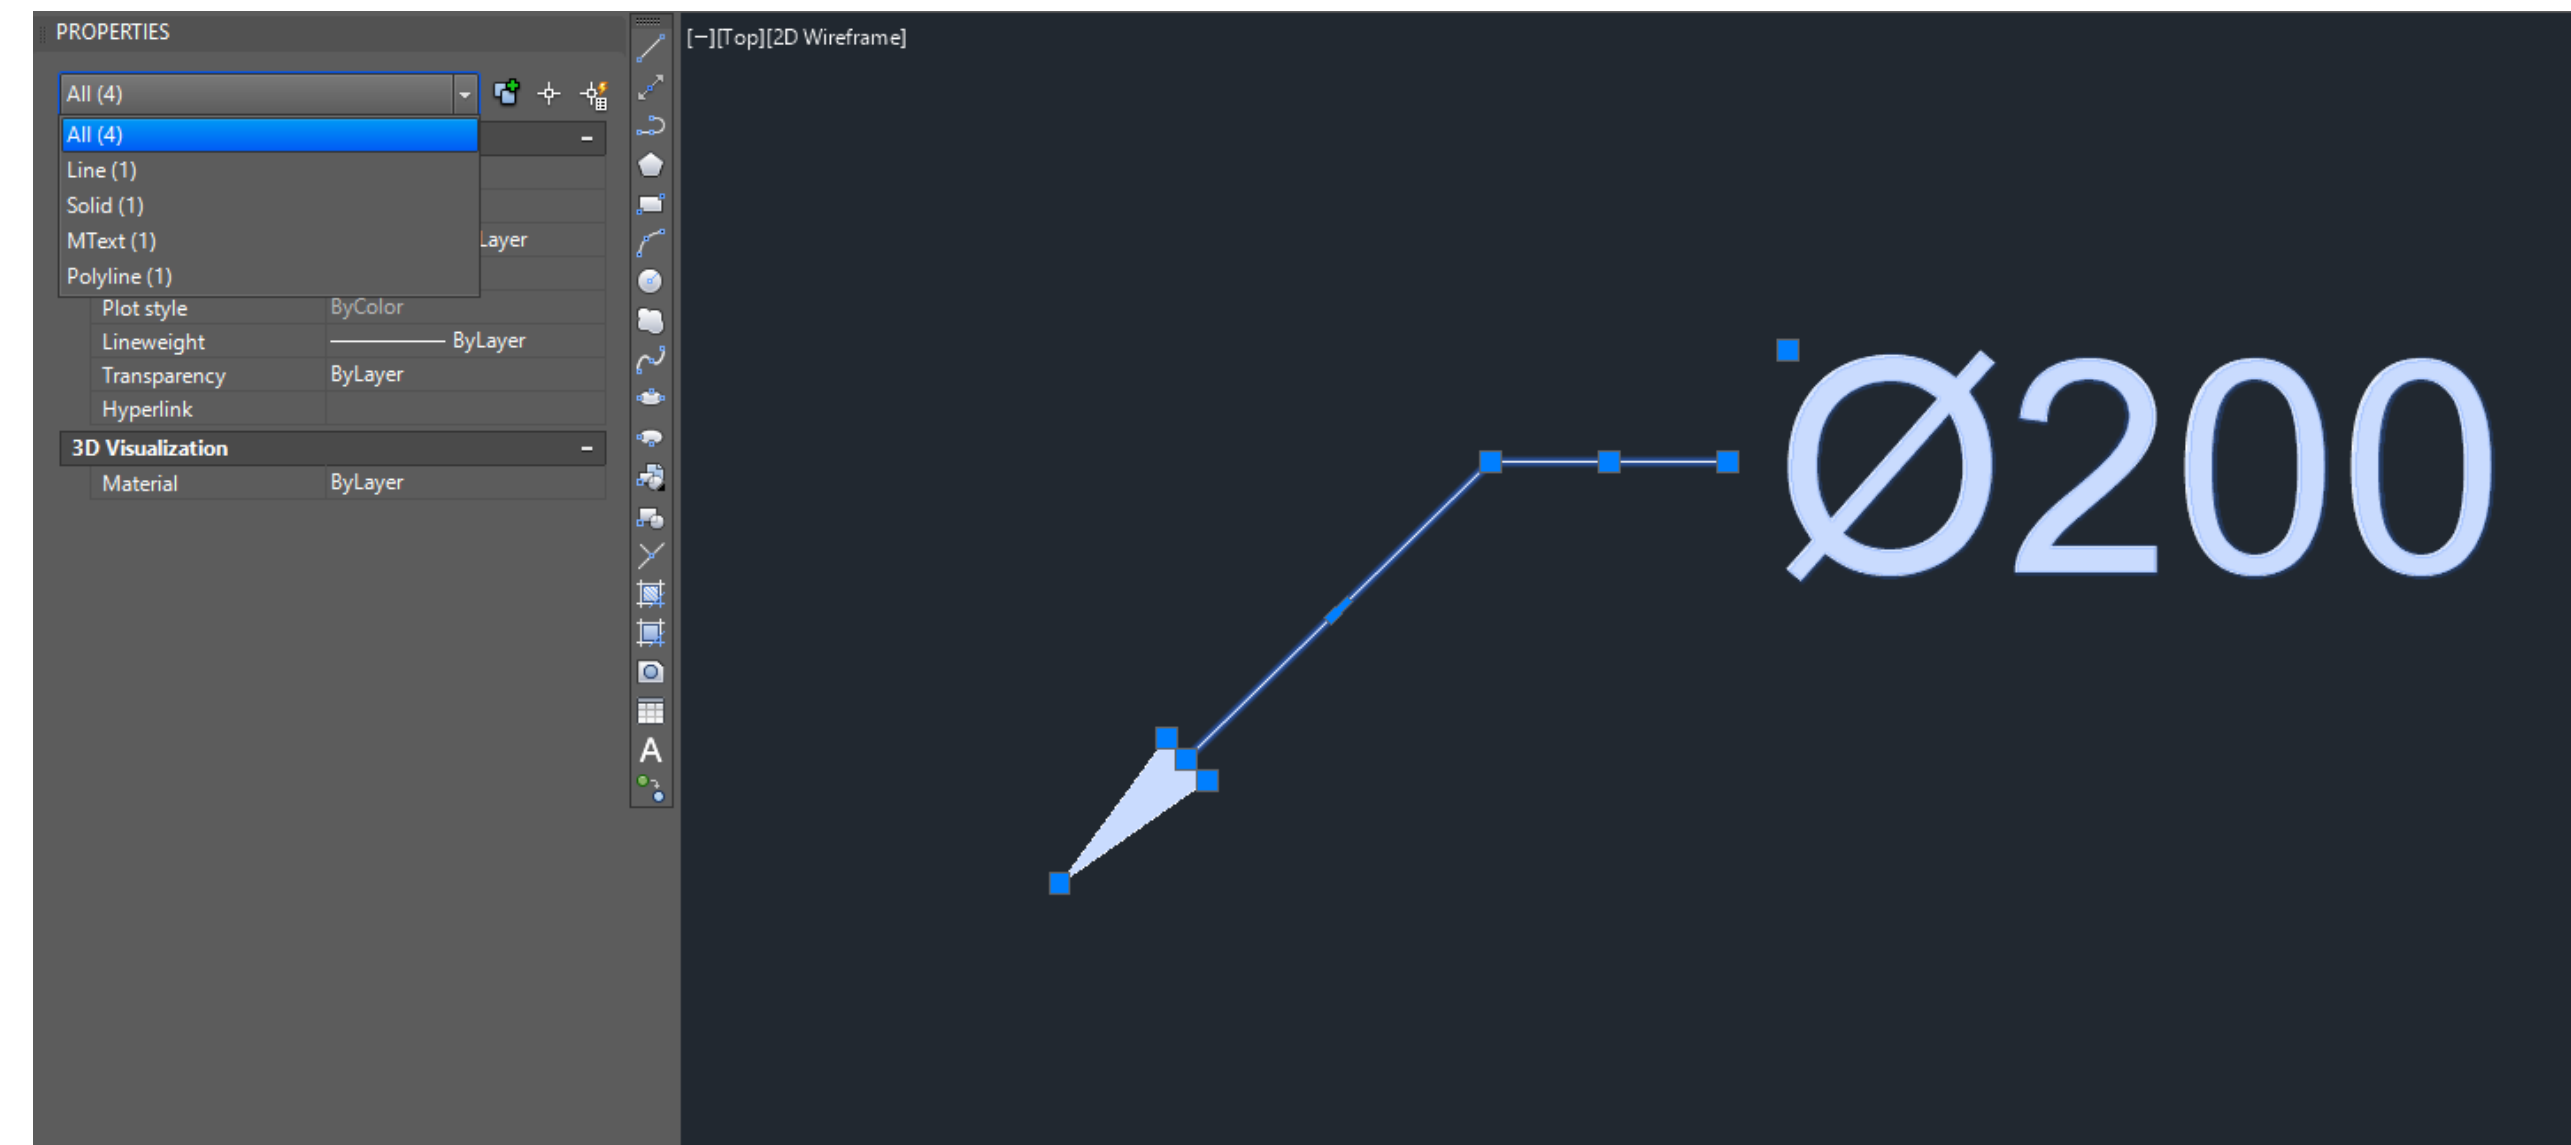 PROPERTIES
All (4)
All (4)
Line (1)
Solid (1)
MText (1)
Layer
Polyline (1)
Plot style ByColor
Lineweight ByLayer
Transparency ByLayer
Hyperlink
3D Visualization
Material ByLayer
A
[−][Top][2D Wireframe]
Ø200